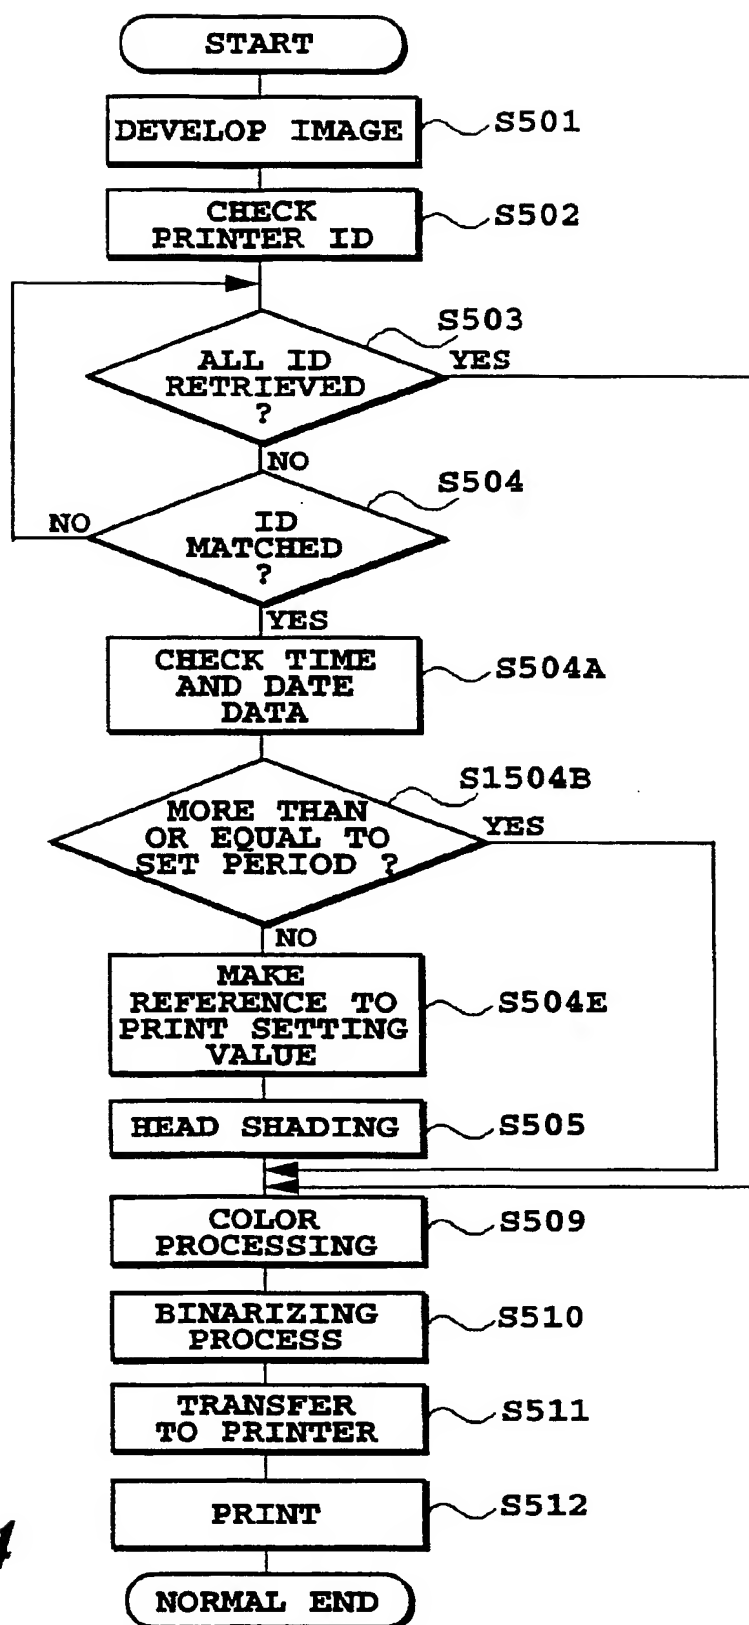 START
DEVELOP IMAGE
S501
CHECK
PRINTER ID
S502
S503
ALL ID
RETRIEVED
?
YES
NO
S504
ID
MATCHED
?
NO
YES
CHECK TIME
AND DATE
DATA
S504A
S1504B
MORE THAN
OR EQUAL TO
SET PERIOD ?
YES
NO
MAKE
REFERENCE TO
PRINT SETTING
VALUE
S504E
HEAD SHADING
S505
COLOR
PROCESSING
S509
BINARIZING
PROCESS
S510
TRANSFER
TO PRINTER
S511
PRINT
S512
4
NORMAL END